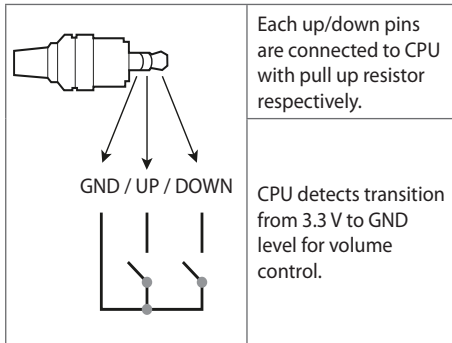 Each up/down pins
are connected to CPU
with pull up resistor
respectively.
GND / UP / DOWN
CPU detects transition
from 3.3 V to GND
level for volume
control.